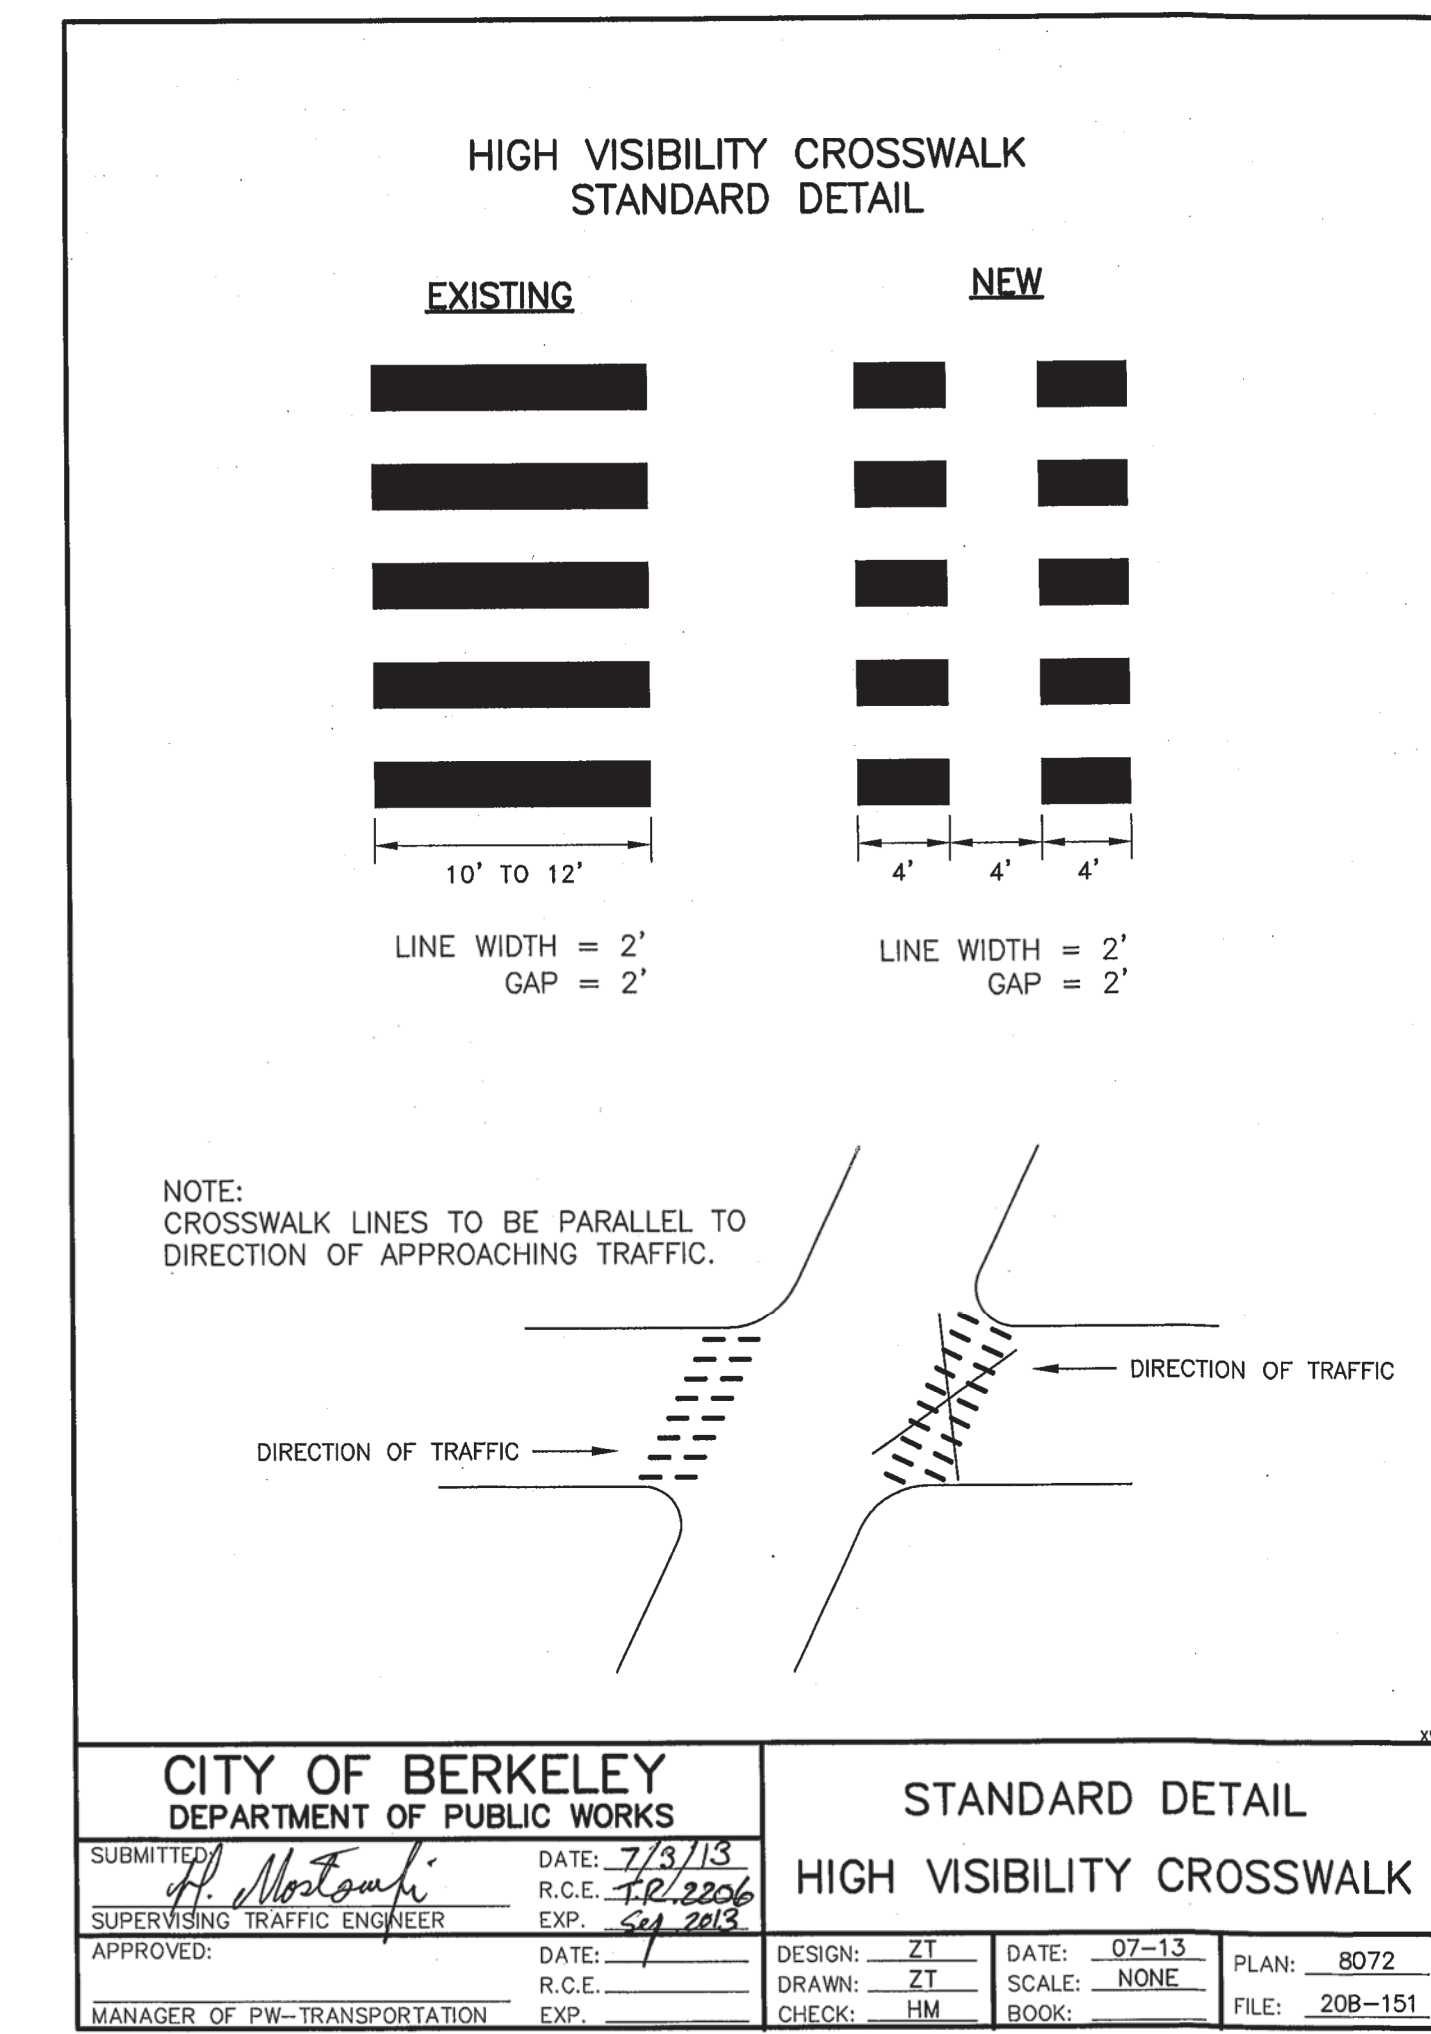 HIGH VISIBILITY CROSSWALK
STANDARD DETAIL
EXISTING
NEW
10' TO 12'
4' 4' 4'
LINE WIDTH = 2'
GAP = 2'
LINE WIDTH = 2'
GAP = 2'
NOTE:
CROSSWALK LINES TO BE PARALLEL TO
DIRECTION OF APPROACHING TRAFFIC.
DIRECTION OF TRAFFIC
DIRECTION OF TRAFFIC
CITY OF BERKELEY
DEPARTMENT OF PUBLIC WORKS
SUBMITTED:
H. Mostowfi
SUPERVISING TRAFFIC ENGINEER
DATE: 7/3/13
R.C.E. T.R. 2206
EXP. Sep 2013
APPROVED:
MANAGER OF PW-TRANSPORTATION
DATE:
R.C.E.
EXP.
STANDARD DETAIL
HIGH VISIBILITY CROSSWALK
DESIGN: ZT
DRAWN: ZT
CHECK: HM
DATE: 07-13
SCALE: NONE
BOOK:
PLAN: 8072
FILE: 20B-151